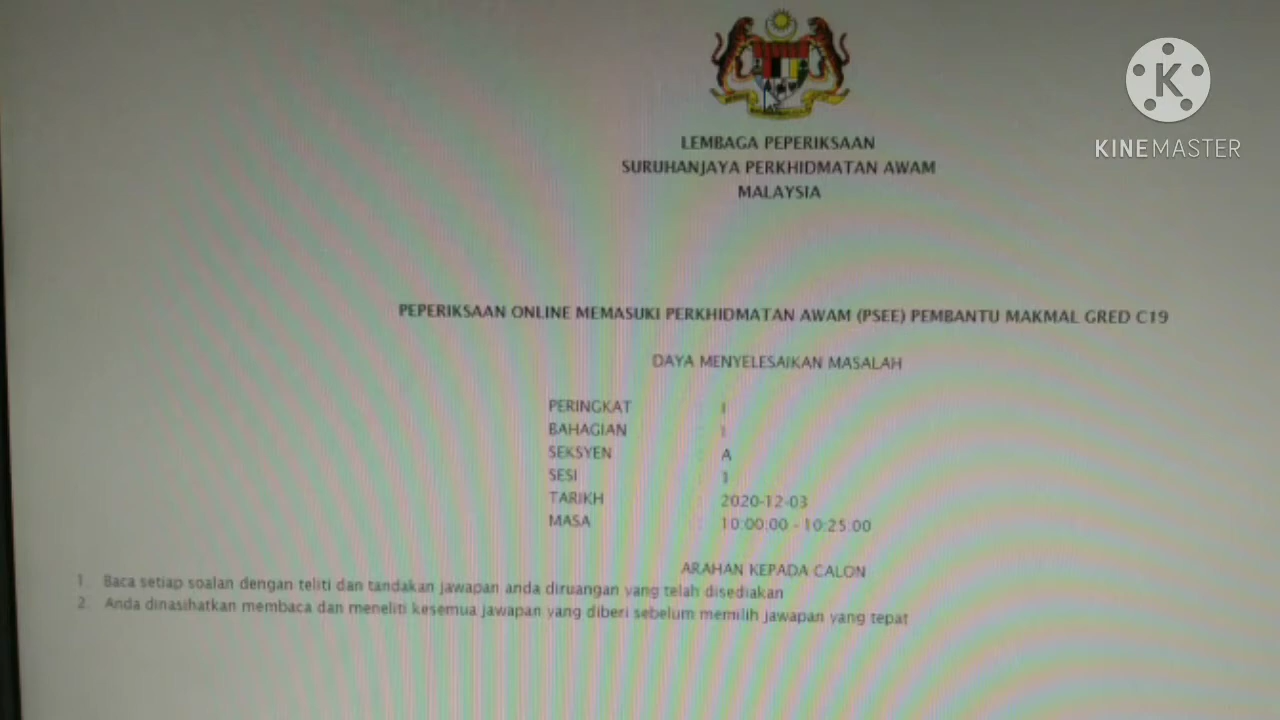 K
KINEMASTER
LEMBAGA PEPERIKSAAN
SURUHANJAYA PERKHIDMATAN AWAM
MALAYSIA
PEPERIKSAAN ONLINE MEMASUKI PERKHIDMATAN AWAM (PSEE) PEMBANTU MAKMAL GRED C19
DAYA MENYELESAIKAN MASALAH
PERINGKAT : I
BAHAGIAN : 1
SEKSYEN : A
SESI : 1
TARIKH : 2020-12-03
MASA : 10:00:00 - 10:25:00
ARAHAN KEPADA CALON
1. Baca setiap soalan dengan teliti dan tandakan jawapan anda diruangan yang telah disediakan
2. Anda dinasihatkan membaca dan meneliti kesemua jawapan yang diberi sebelum memilih jawapan yang tepat